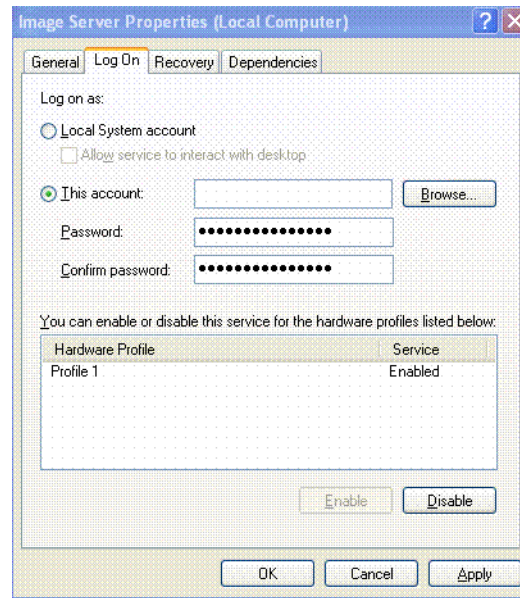 Image Server Properties (Local Computer)
General Log On Recovery Dependencies
Log on as:
Local System account
Allow service to interact with desktop
This account: Browse...
Password: ●●●●●●●●●●●●●●●
Confirm password: ●●●●●●●●●●●●●●●
You can enable or disable this service for the hardware profiles listed below:
Hardware Profile Service
Profile 1 Enabled
Enable Disable
OK Cancel Apply